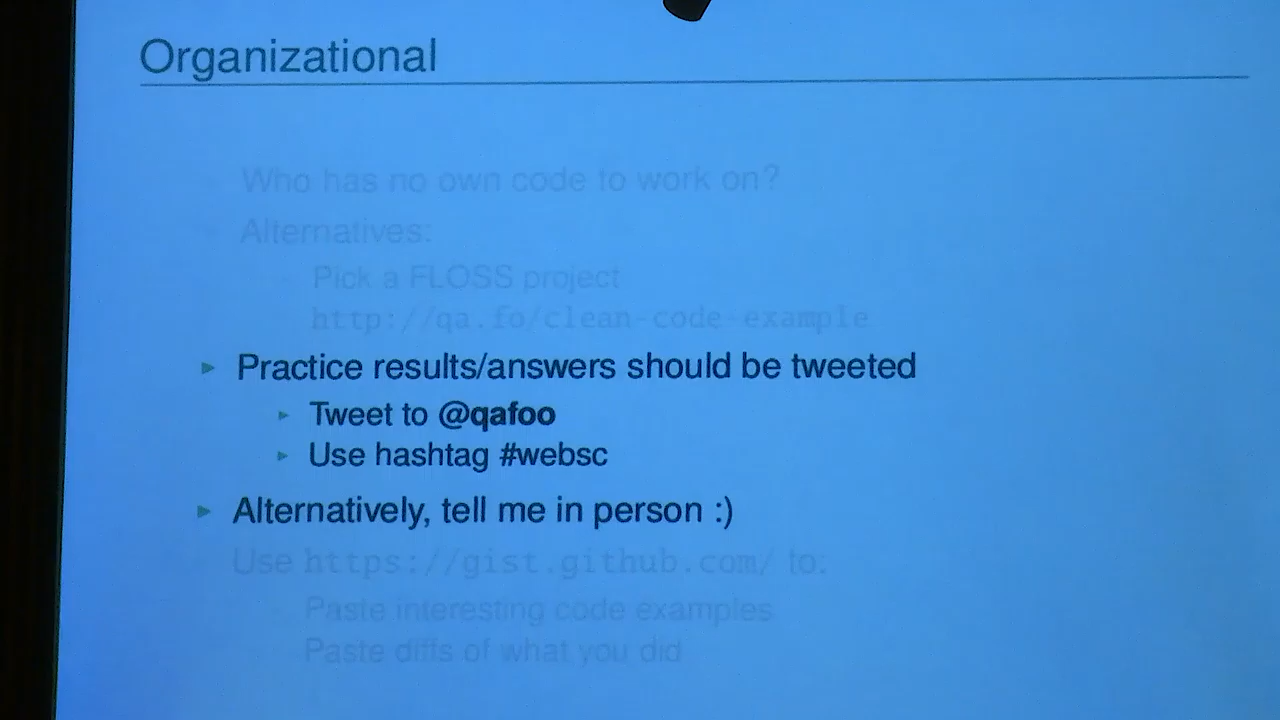 Organizational
Who has no own code to work on?
Alternatives:
Pick a FLOSS project
http://qa.fo/clean-code-example
Practice results/answers should be tweeted
Tweet to @qafoo
Use hashtag #websc
Alternatively, tell me in person :)
Use https://gist.github.com/ to:
Paste interesting code examples
Paste diffs of what you did